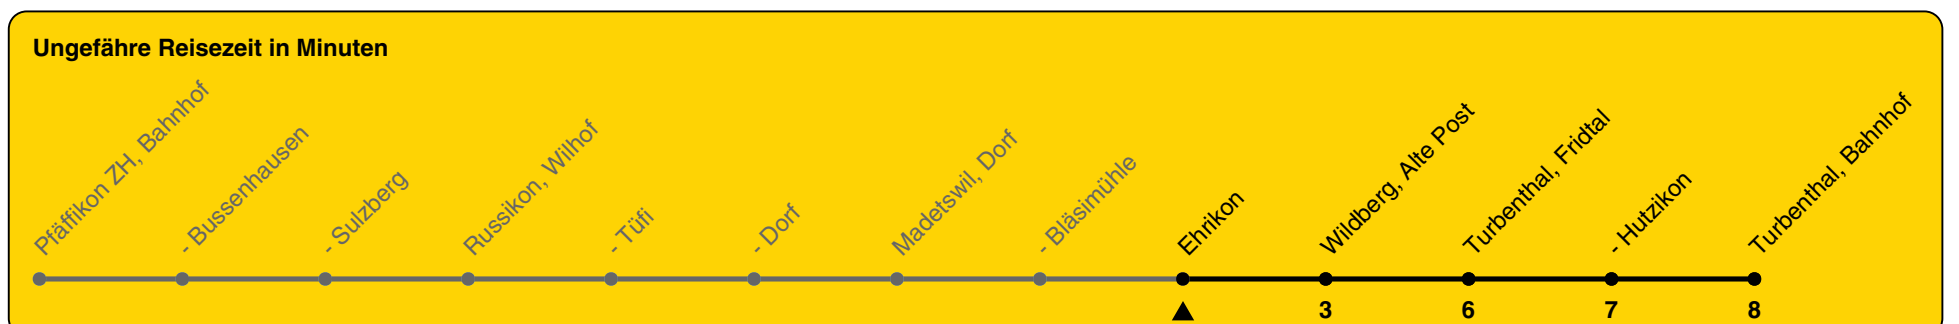 Ungefähre Reisezeit in Minuten
Pfäffikon ZH, Bahnhof
- Bussenhausen
- Sulzberg
Russikon, Wilhof
- Tüfi
- Dorf
Madetswil, Dorf
- Bläsimühle
Ehrikon
Wildberg, Alte Post
Turbenthal, Fridtal
- Hutzikon
Turbenthal, Bahnhof
3 6 7 8